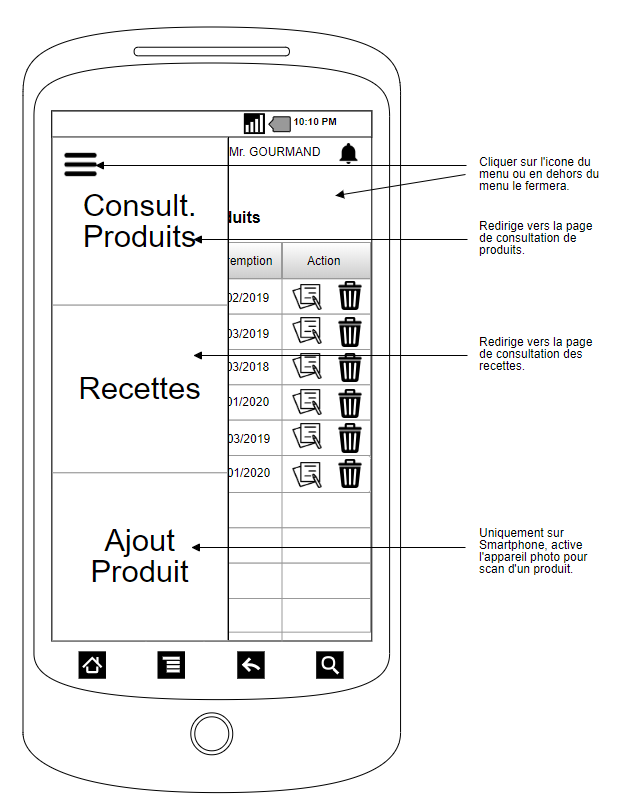 10:10 PM
Mr. GOURMAND
Consult.
Produits
duits
remption
Action
02/2019
03/2019
03/2018
01/2020
03/2019
01/2020
Recettes
Ajout
Produit
Cliquer sur l'icone du
menu ou en dehors du
menu le fermera.
Redirige vers la page
de consultation de
produits.
Redirige vers la page
de consultation des
recettes.
Uniquement sur
Smartphone, active
l'appareil photo pour
scan d'un produit.